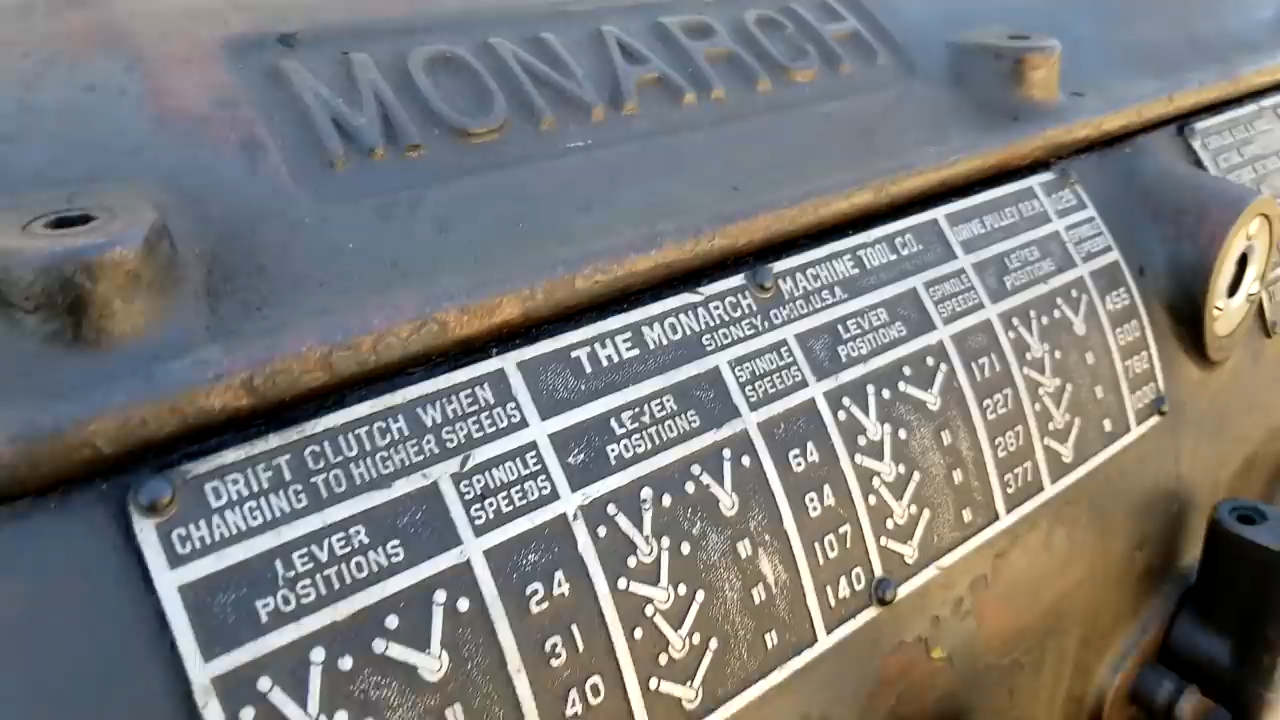 MONARCH
DRIFT CLUTCH WHEN
CHANGING TO HIGHER SPEEDS
THE MONARCH MACHINE TOOL CO.
SIDNEY, OHIO, U.S.A.
DRIVE PULLEY R.P.M.
LEVER
POSITIONS
SPINDLE
SPEEDS
LEVER
POSITIONS
SPINDLE
SPEEDS
LEVER
POSITIONS
SPINDLE
SPEEDS
LEVER
POSITIONS
SPINDLE
SPEEDS
24
64
171
455
31
" 84
" 227
" 600
40
" 107
" 287
" 762
" 140
" 377
" 1000